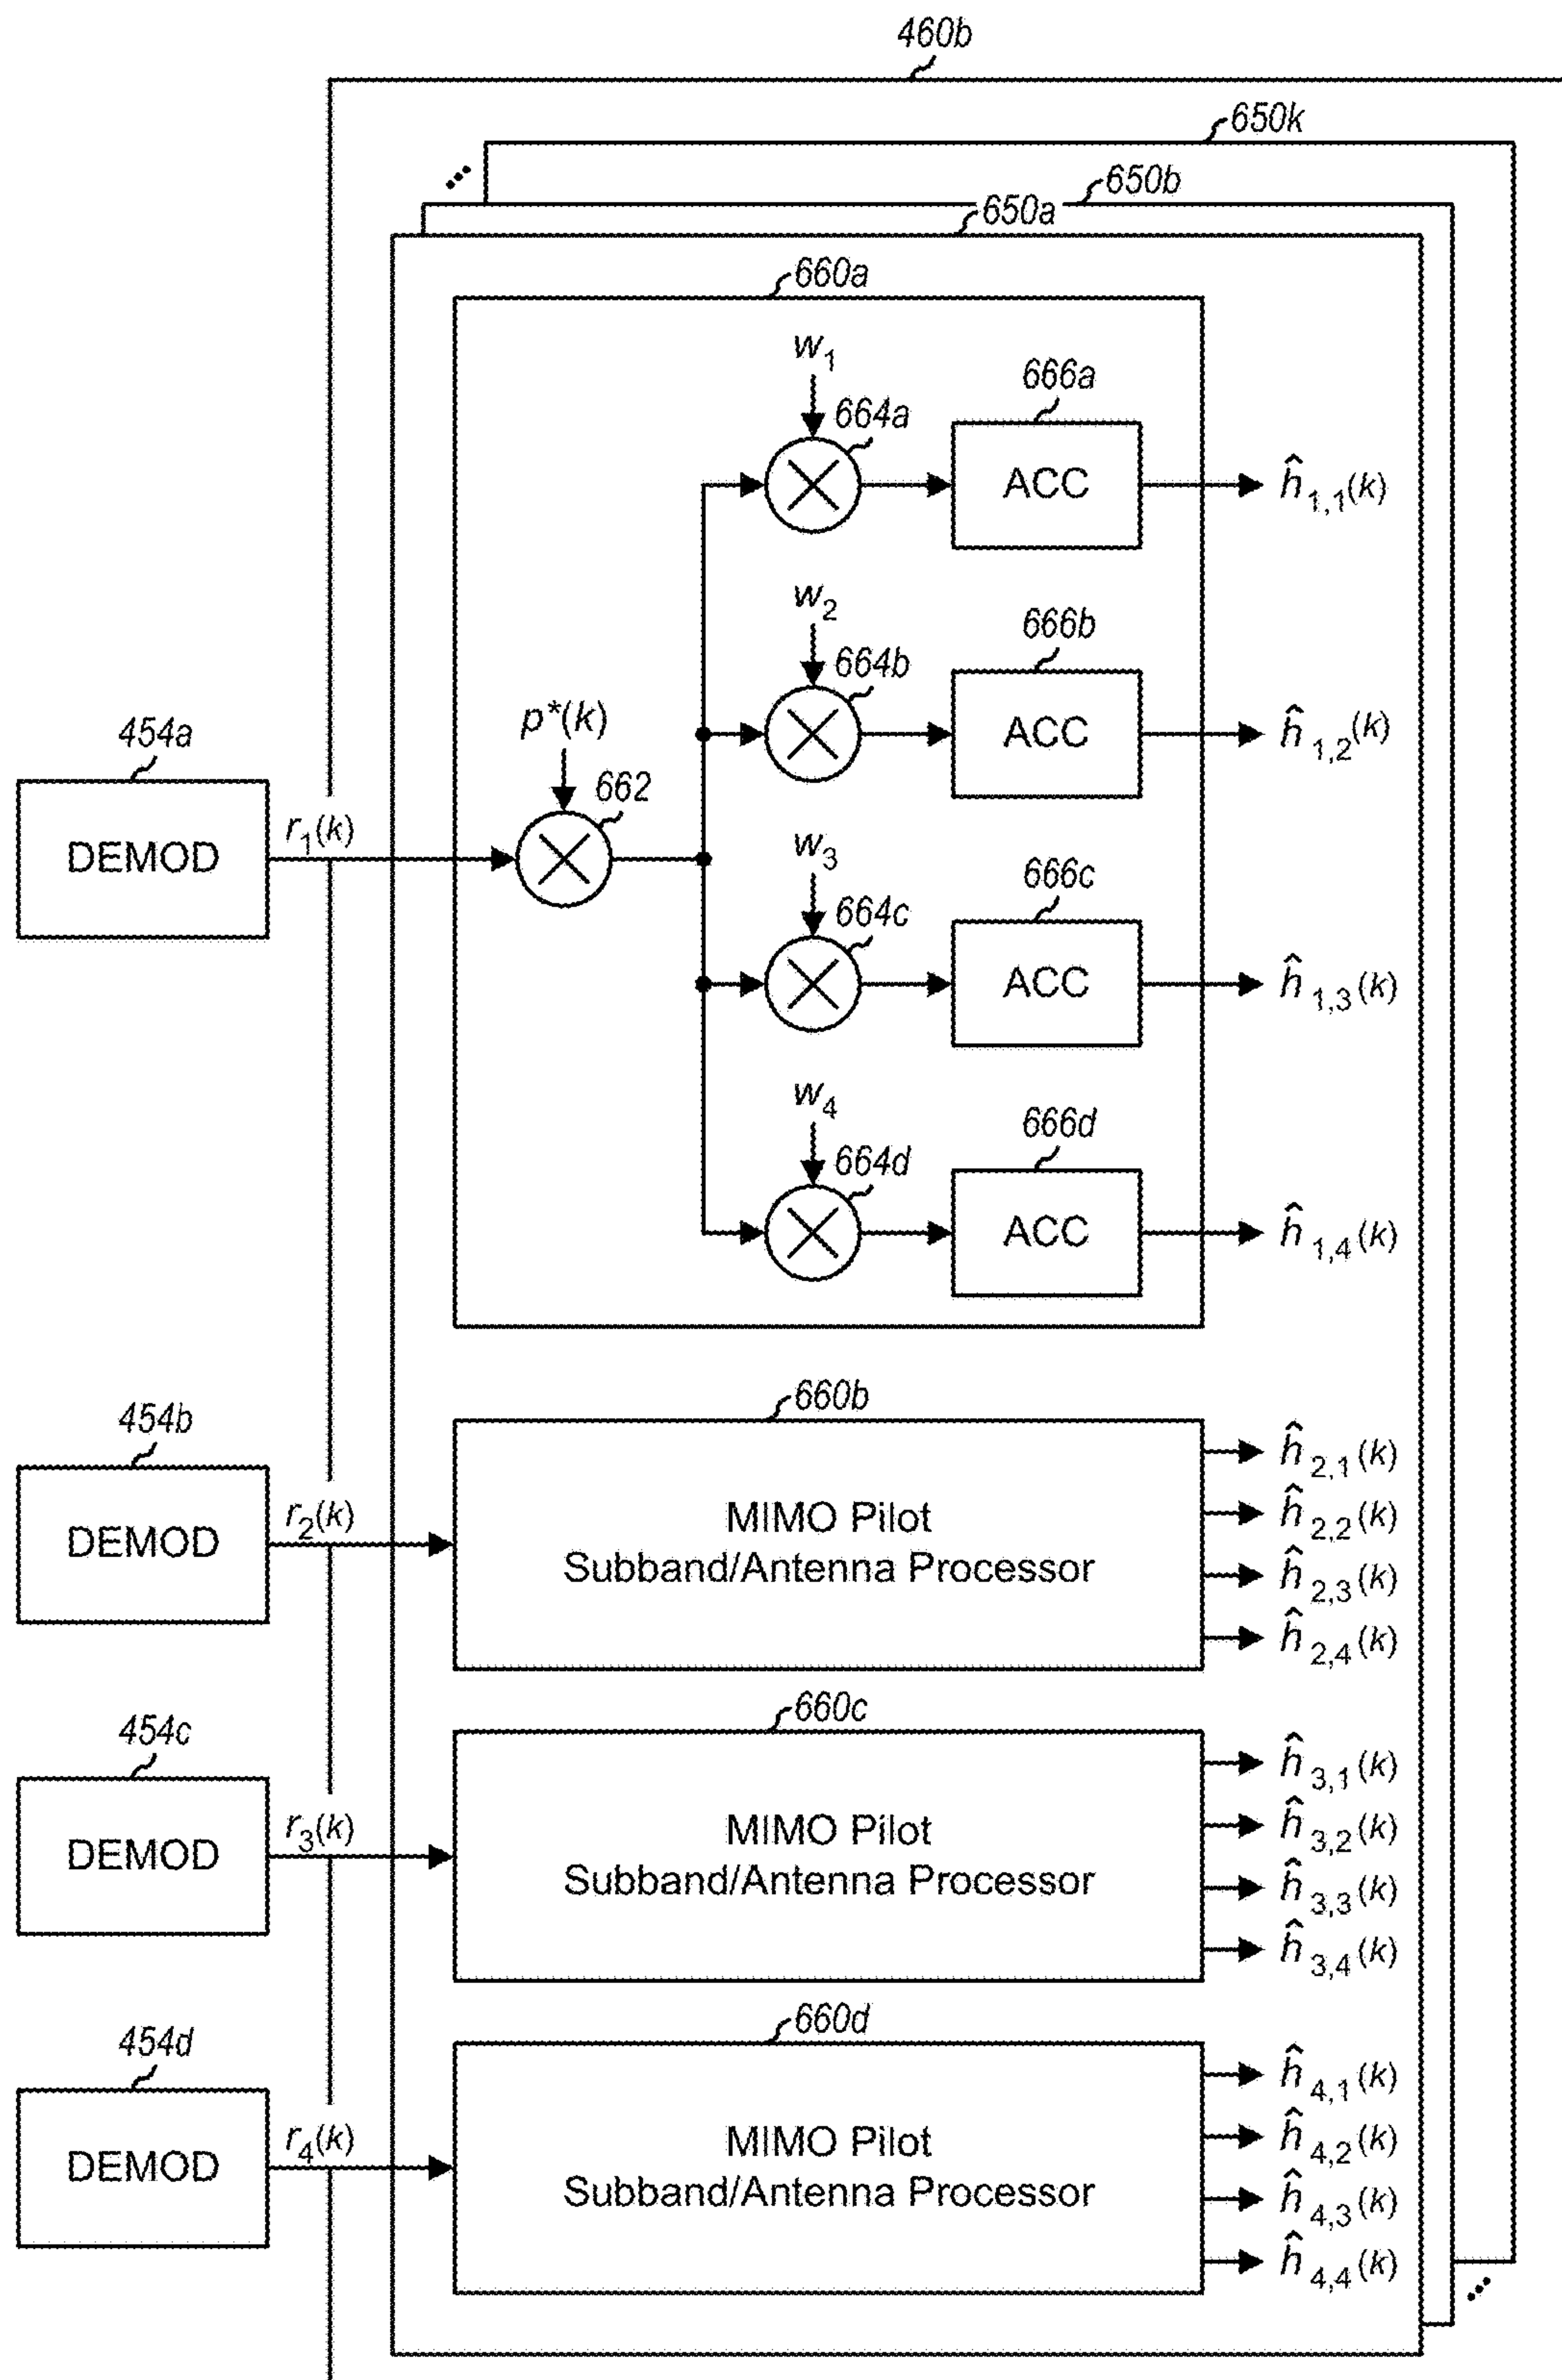 460b
650k
650b
650a
660a
w₁
664a
666a
ACC
ĥ₁,₁(k)
w₂
664b
666b
ACC
ĥ₁,₂(k)
454a
DEMOD
r₁(k)
p*(k)
662
w₃
664c
666c
ACC
ĥ₁,₃(k)
w₄
664d
666d
ACC
ĥ₁,₄(k)
454b
DEMOD
r₂(k)
660b
MIMO Pilot
Subband/Antenna Processor
ĥ₂,₁(k)
ĥ₂,₂(k)
ĥ₂,₃(k)
ĥ₂,₄(k)
454c
DEMOD
r₃(k)
660c
MIMO Pilot
Subband/Antenna Processor
ĥ₃,₁(k)
ĥ₃,₂(k)
ĥ₃,₃(k)
ĥ₃,₄(k)
454d
DEMOD
r₄(k)
660d
MIMO Pilot
Subband/Antenna Processor
ĥ₄,₁(k)
ĥ₄,₂(k)
ĥ₄,₃(k)
ĥ₄,₄(k)